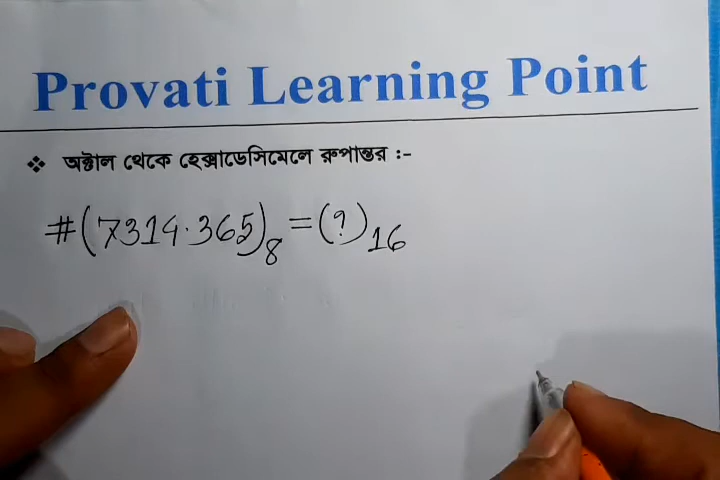 Provati Learning Point
❖ অক্টাল থেকে হেক্সাডেসিমেলে রুপান্তর :-
#(7314.365)8 = (?)16